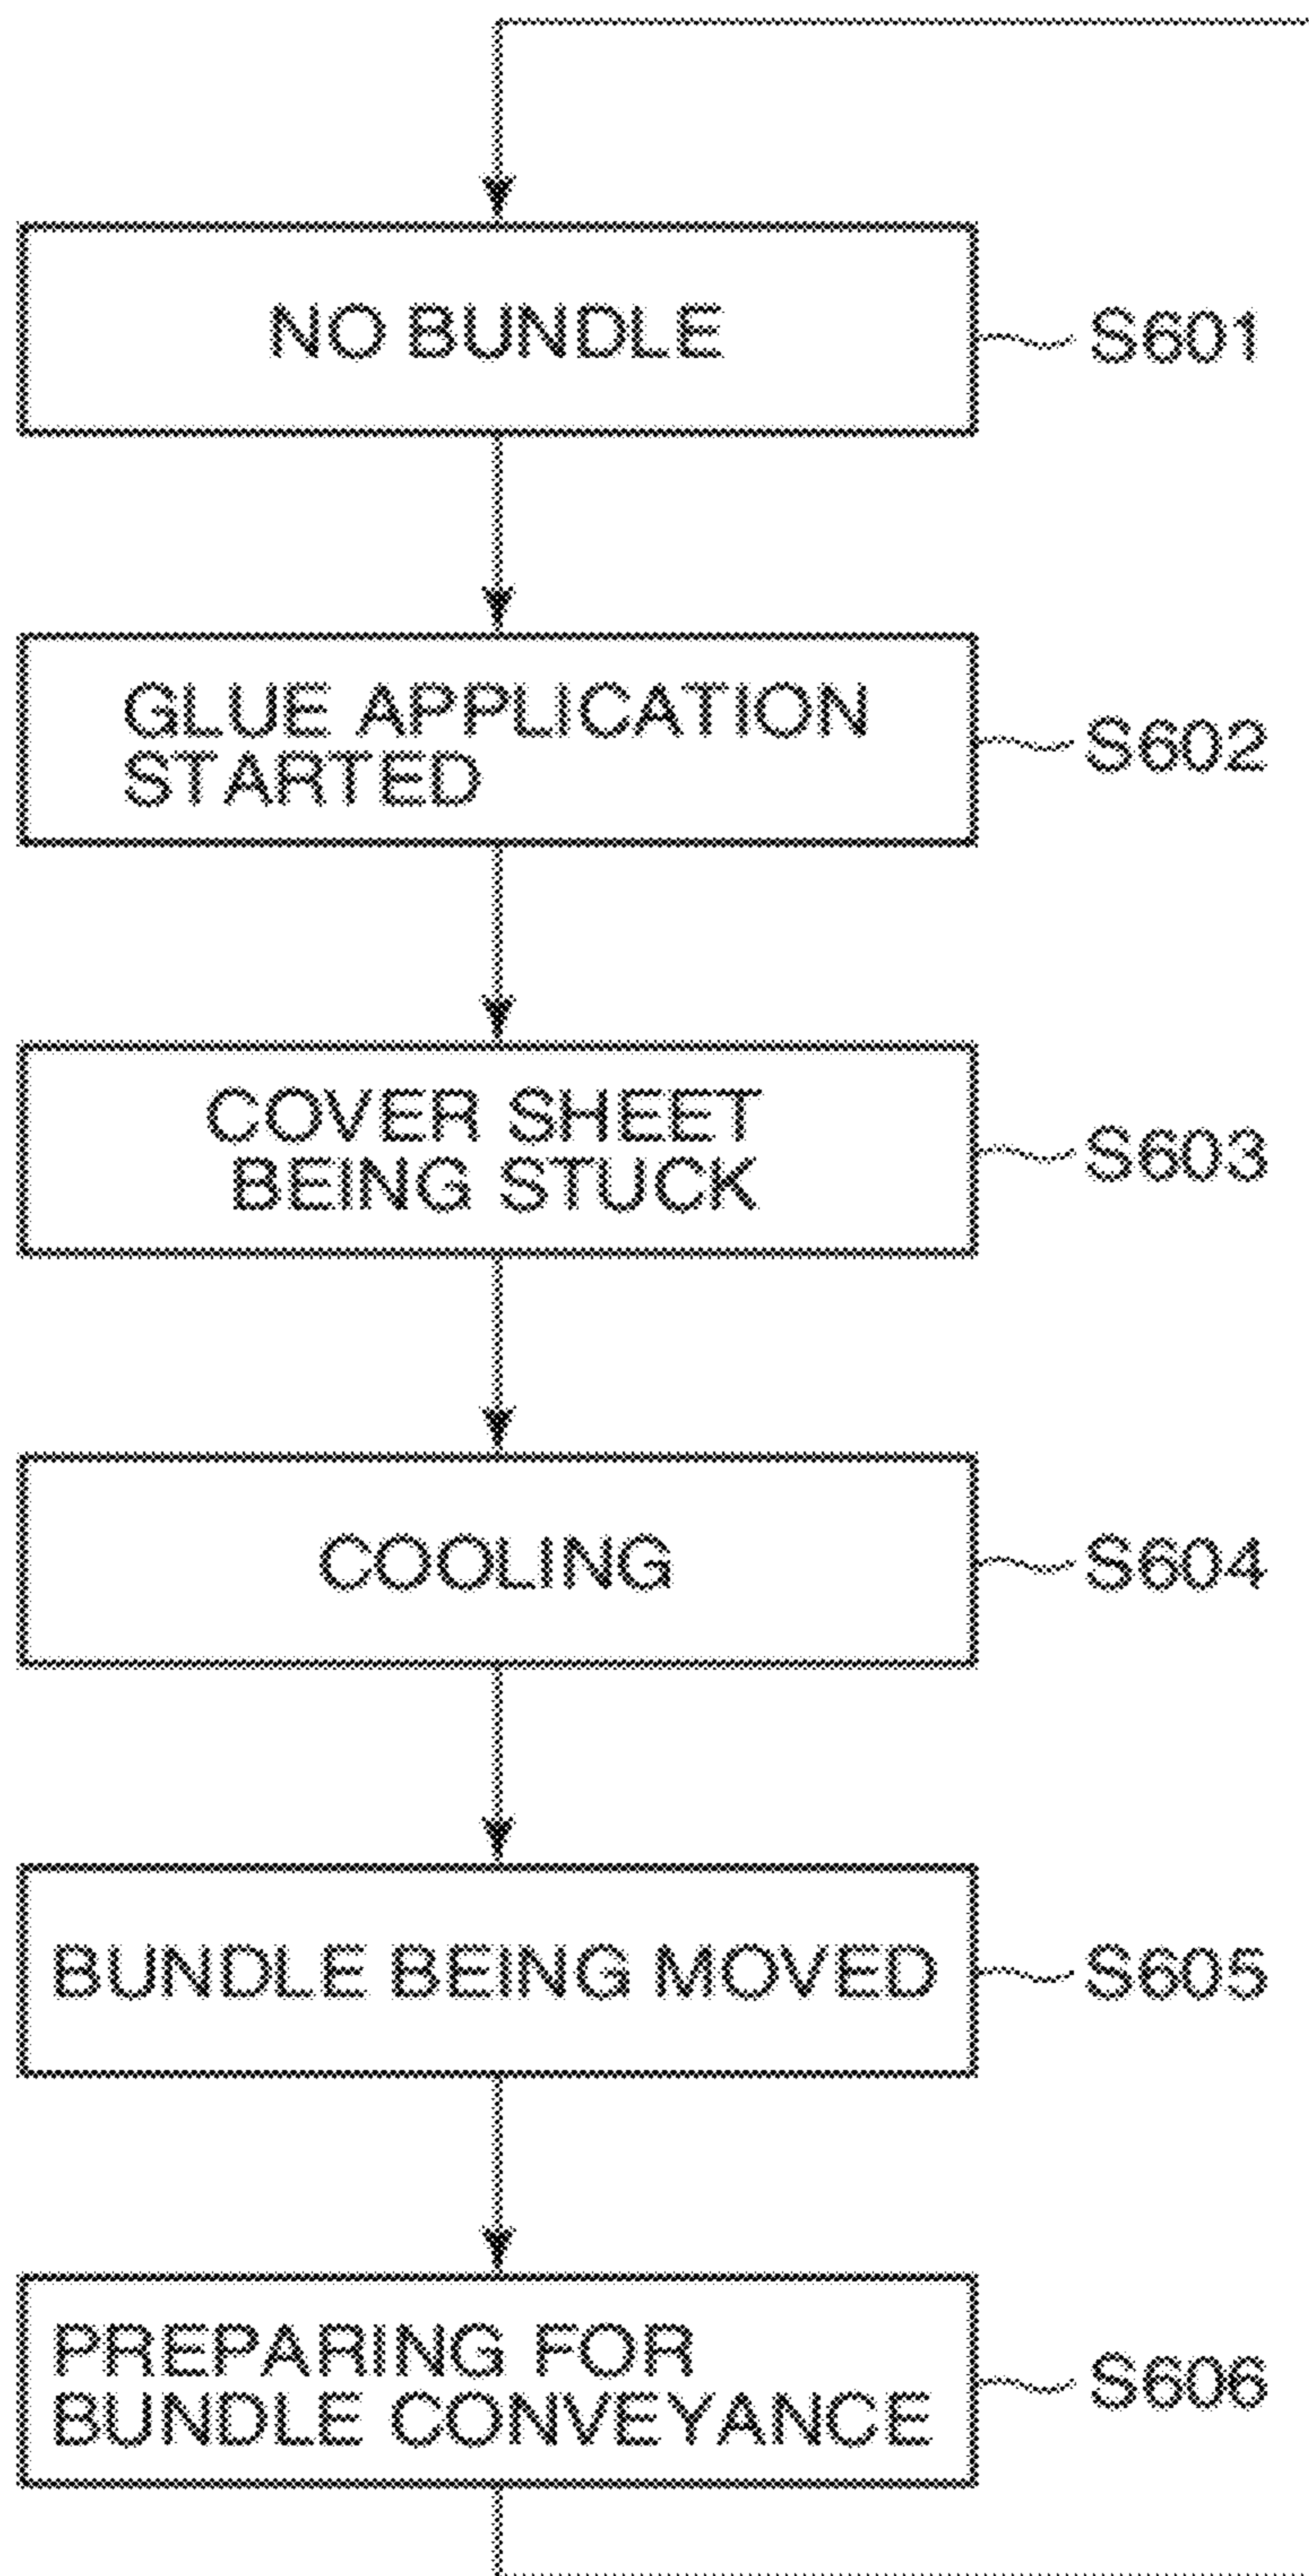 NO BUNDLE
S601
GLUE APPLICATION
STARTED
S602
COVER SHEET
BEING STUCK
S603
COOLING
S604
BUNDLE BEING MOVED
S605
PREPARING FOR
BUNDLE CONVEYANCE
S606